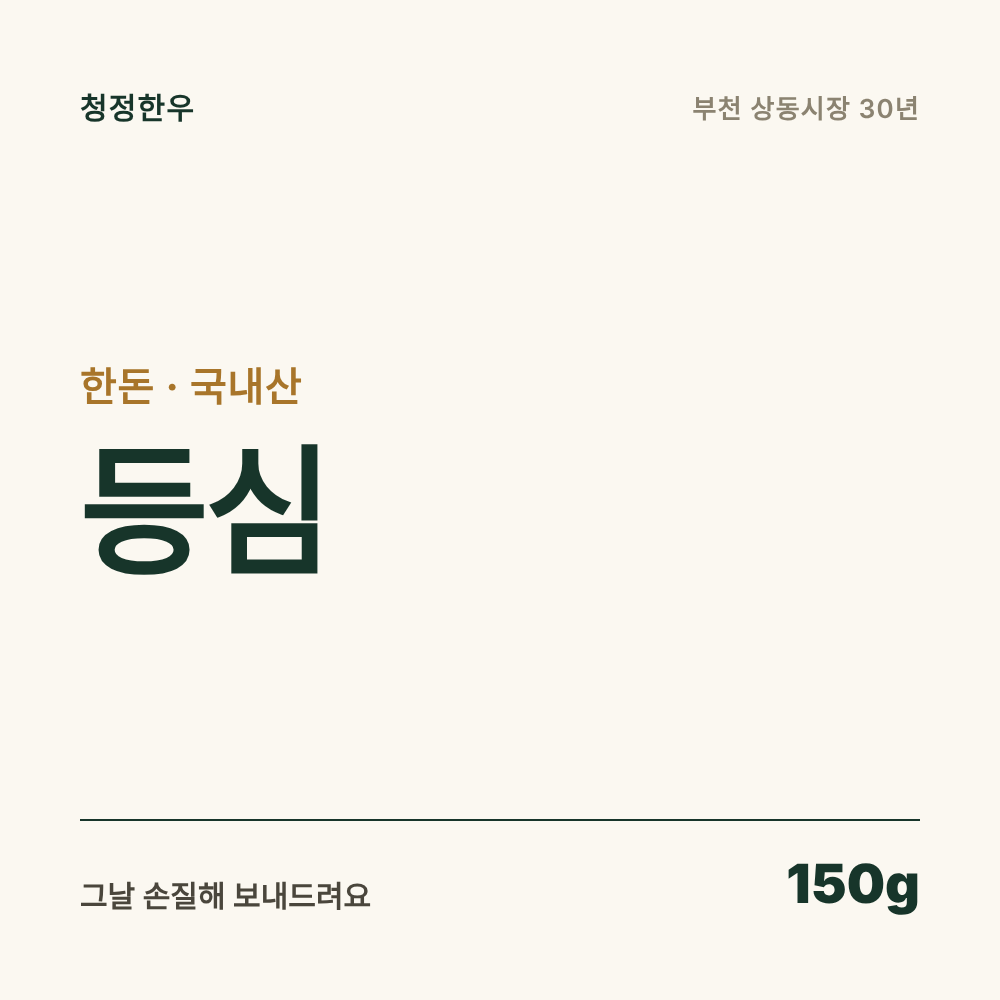 청정한우
부천 상동시장 30년
한돈 · 국내산
등심
그날 손질해 보내드려요
150g